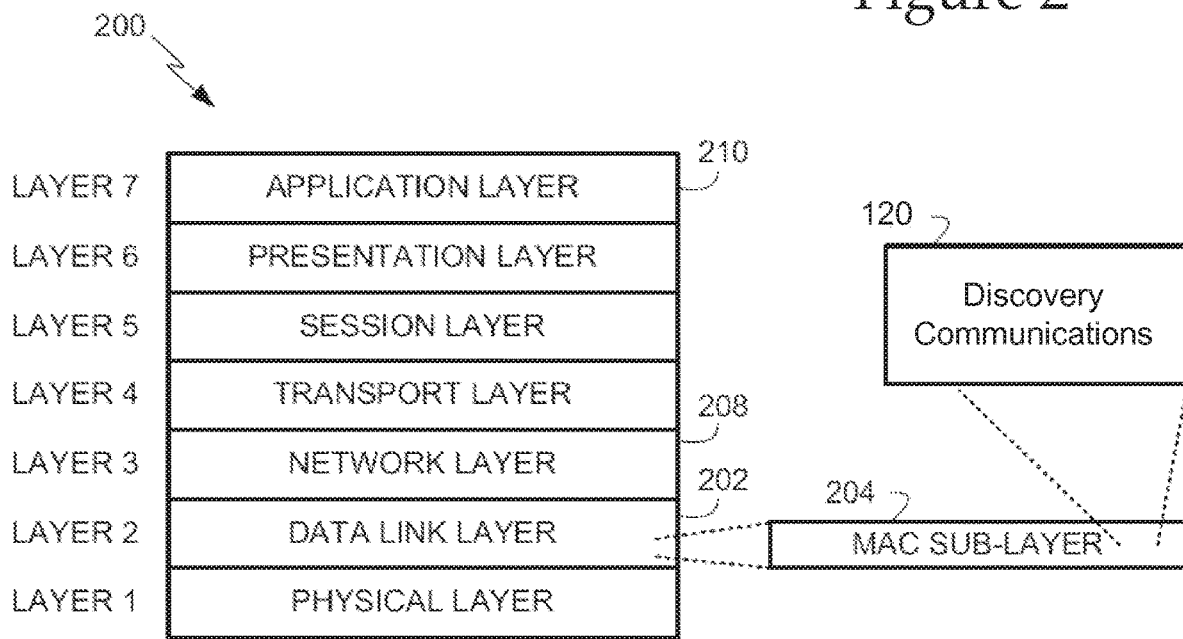 Figure 2
200
210
LAYER 7 APPLICATION LAYER
120
LAYER 6 PRESENTATION LAYER
Discovery
Communications
LAYER 5 SESSION LAYER
LAYER 4 TRANSPORT LAYER
208
LAYER 3 NETWORK LAYER
202
204
LAYER 2 DATA LINK LAYER
MAC SUB-LAYER
LAYER 1 PHYSICAL LAYER